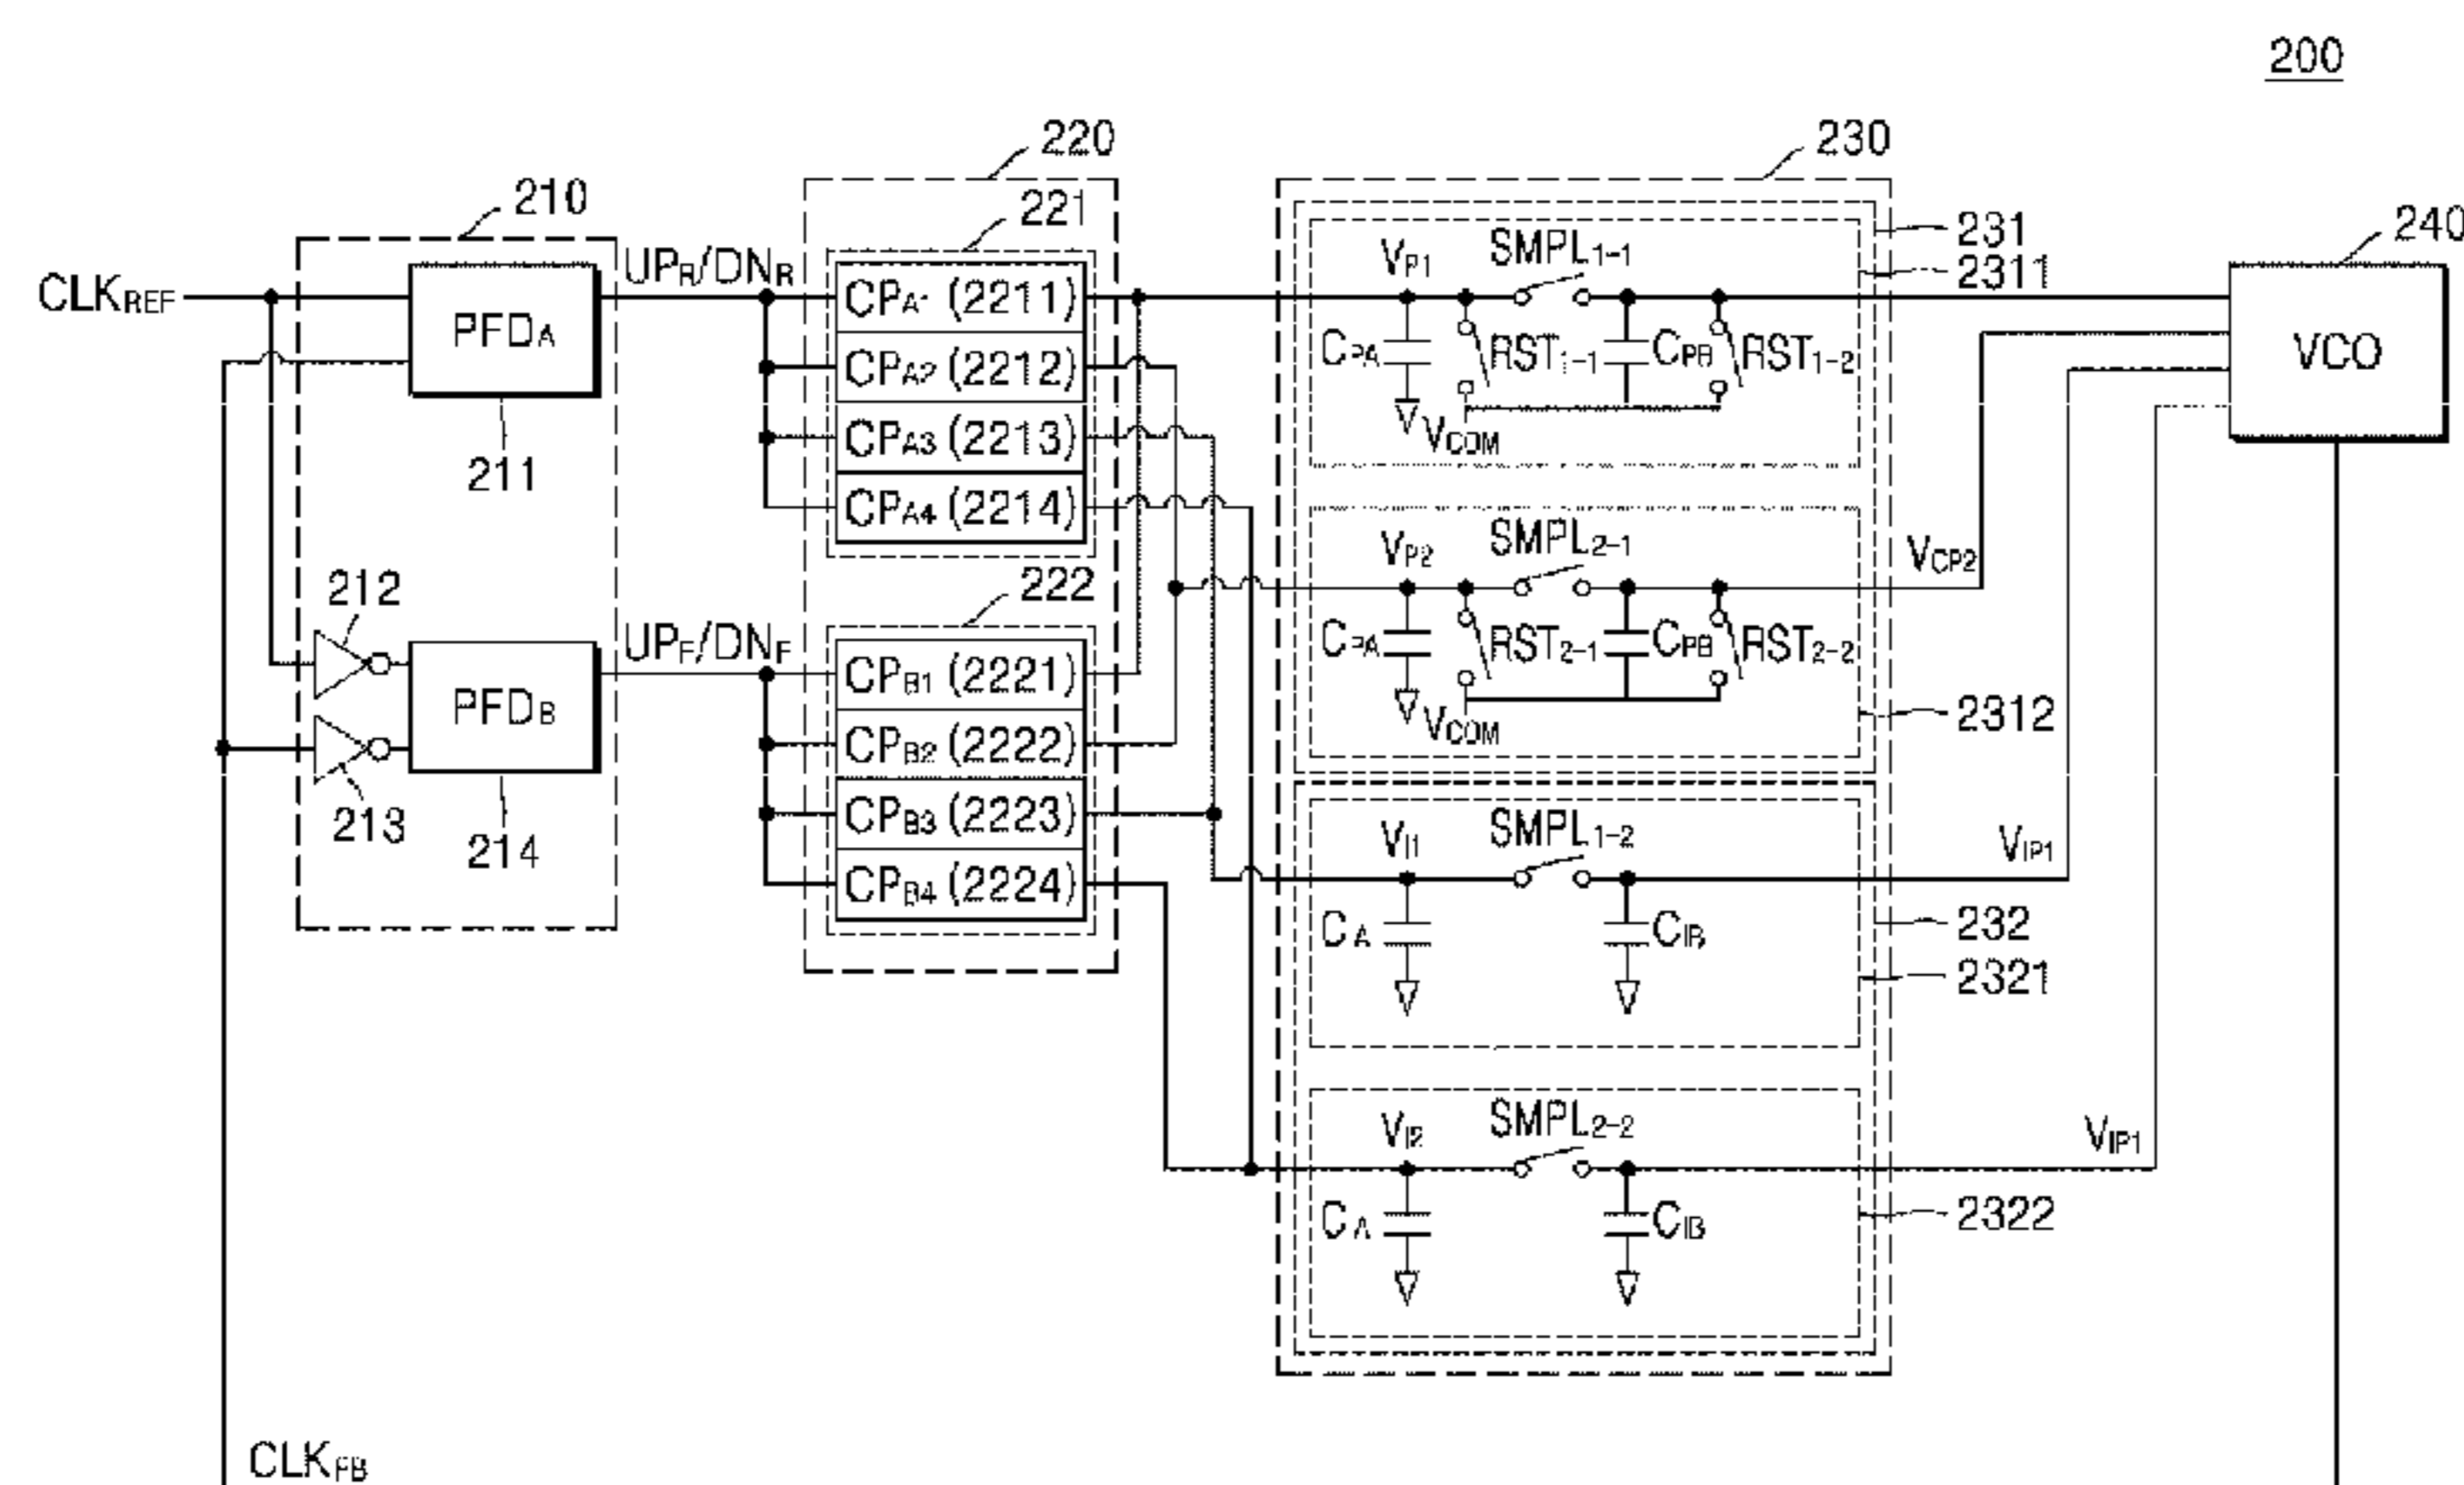 200
220
230
210
221
231
240
UPR/DNR
VP1
SMPL1-1
2311
CLKREF
PFDA
CPA1 (2211)
CPA2 (2212)
CPA3 (2213)
CPA4 (2214)
CPA
RST1-1
CPB
RST1-2
VCO
VCOM
211
VP2
SMPL2-1
VCP2
212
222
UPF/DNF
CPA
RST2-1
CPB
RST2-2
PFDB
CPB1 (2221)
CPB2 (2222)
CPB3 (2223)
CPB4 (2224)
2312
VCOM
213
214
VI1
SMPL1-2
VIP1
CA
CIB
232
2321
VI2
SMPL2-2
VIP1
CA
CIB
2322
CLKFB